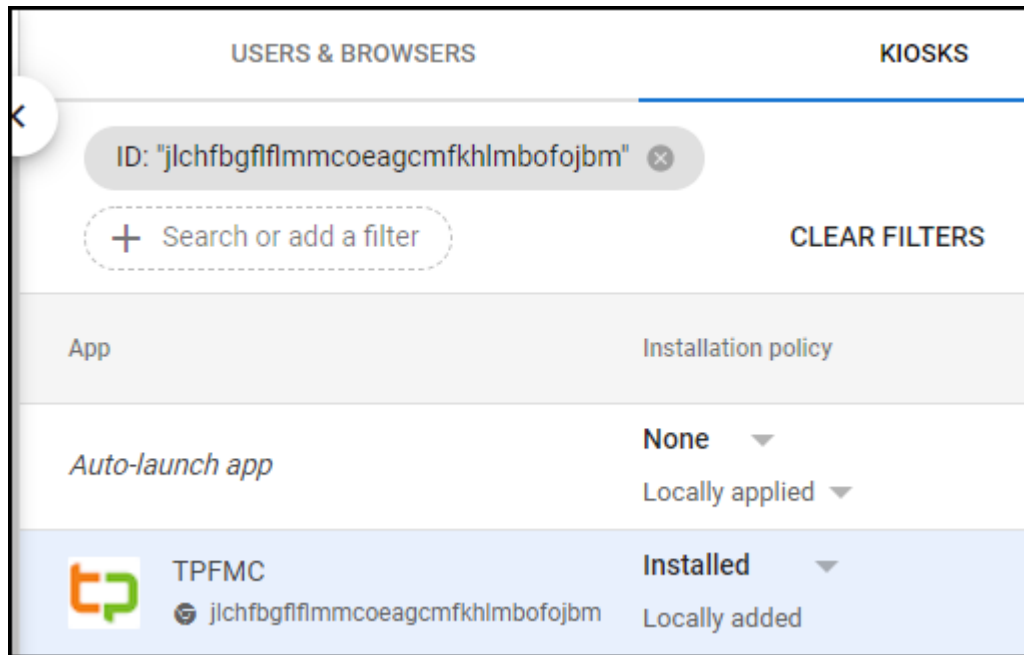 USERS & BROWSERS
KIOSKS
ID: "jlchfbgflflmmcoeagcmfkhlmbofojbm"
Search or add a filter
CLEAR FILTERS
App
Installation policy
Auto-launch app
None
Locally applied
tp
TPFMC
jlchfbgflflmmcoeagcmfkhlmbofojbm
Installed
Locally added